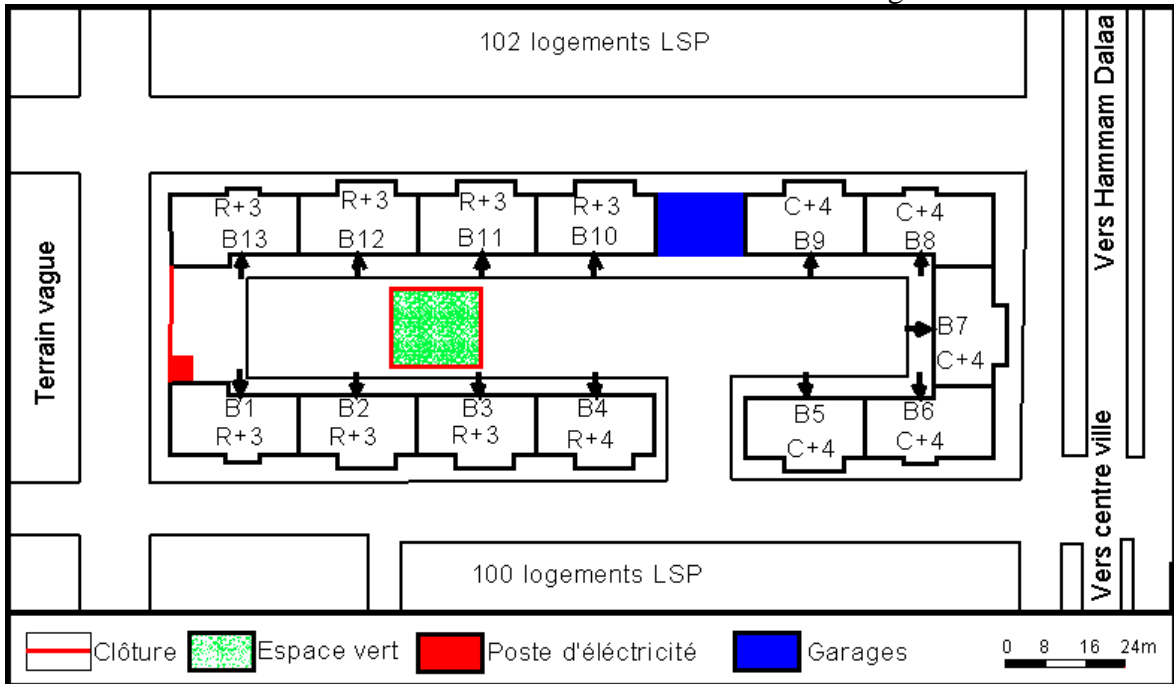 102 logements LSP
Vers Hammam Dalaa
Terrain vague
R+3
B13
R+3
B12
R+3
B11
R+3
B10
C+4
B9
C+4
B8
B7
C+4
B1
R+3
B2
R+3
B3
R+3
B4
R+4
B5
C+4
B6
C+4
Vers centre ville
100 logements LSP
Clôture
Espace vert
Poste d'éléctricité
Garages
0 8 16 24m